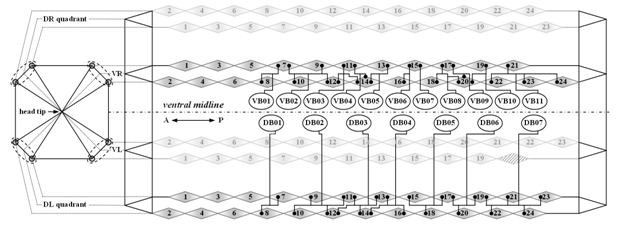 2 4 6 8 10 12 14 16 18 20 22 24
DR quadrant
1 3 5 7 9 11 13 15 17 19 21 23
VR
1 3 5 7 9 11 13 15 17 19 21
2 4 6 8 10 12 14 16 18 20 22 23 24
VB01 VB02 VB03 VB04 VB05 VB06 VB07 VB08 VB09 VB10 VB11
head tip
ventral midline
A P
DB01 DB02 DB03 DB04 DB05 DB06 DB07
VL
2 4 6 8 10 12 14 16 18 20 22 23
1 3 5 7 9 11 13 15 17 19
DL quadrant
1 3 5 7 9 11 13 15 17 19 21 23
2 4 6 8 10 12 14 16 18 20 22 24